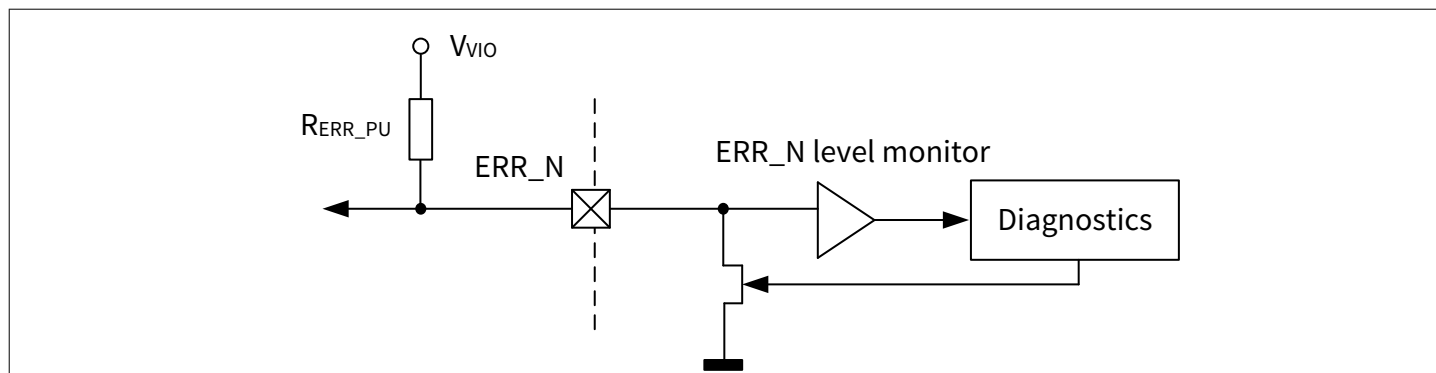 VVIO
RERR_PU
ERR_N
ERR_N level monitor
Diagnostics